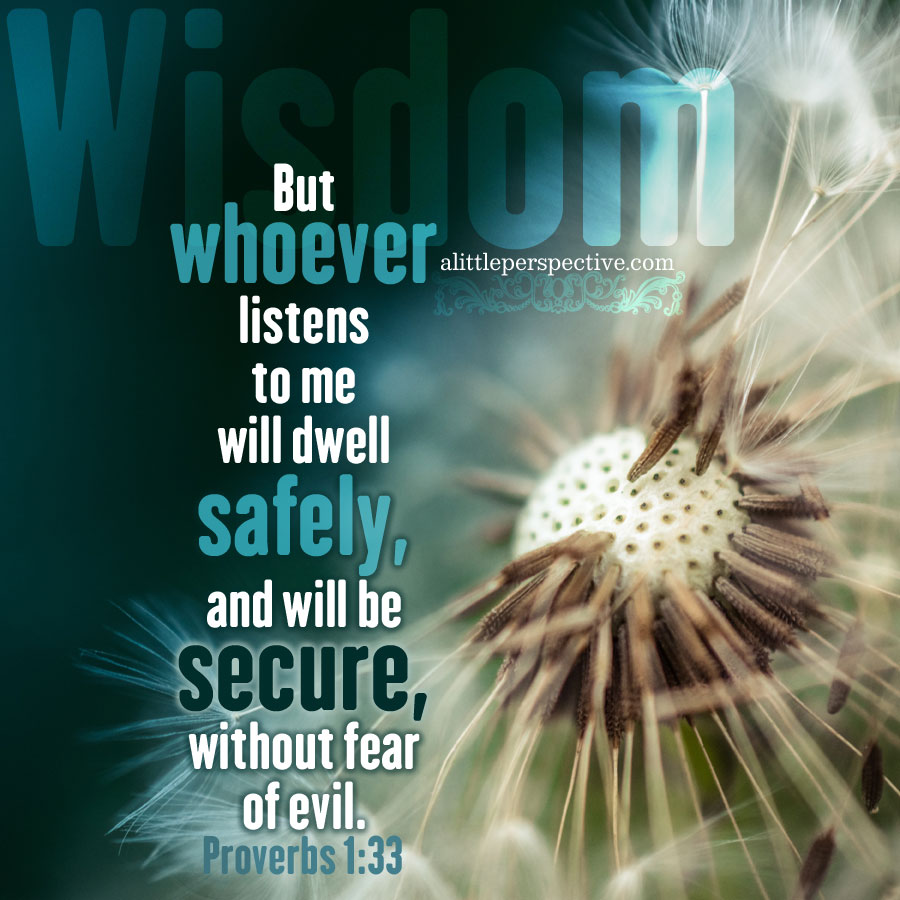 Wisdom
But
whoever
alittleperspective.com
listens
to me
will dwell
safely,
and will be
secure,
without fear
of evil.
Proverbs 1:33